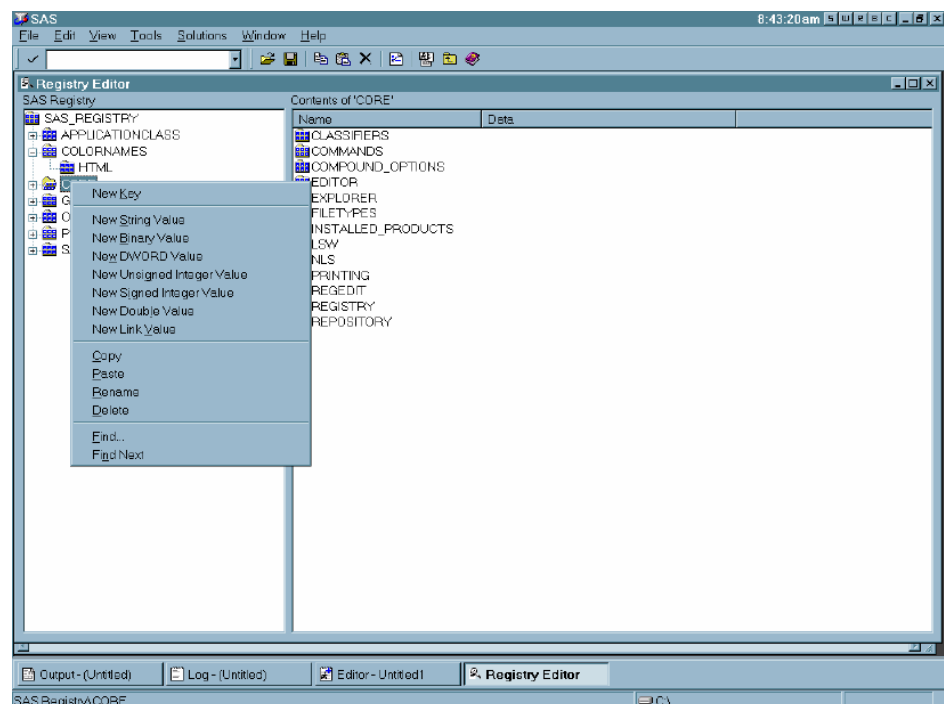 SAS 8:43:20am
File Edit View Tools Solutions Window Help
Registry Editor
SAS Registry
Contents of 'CORE'
SAS_REGISTRY
APPLICATIONCLASS
COLORNAMES
HTML
C
G
O
P
S
Name Data
CLASSIFIERS
COMMANDS
COMPOUND_OPTIONS
EDITOR
EXPLORER
FILETYPES
INSTALLED_PRODUCTS
LSW
NLS
PRINTING
REGEDIT
REGISTRY
REPOSITORY
New Key
New String Value
New Binary Value
New DWORD Value
New Unsigned Integer Value
New Signed Integer Value
New Double Value
New Link Value
Copy
Paste
Rename
Delete
Find...
Find Next
Output - (Untitled) Log - (Untitled) Editor - Untitled1 Registry Editor
SAS Registry\CORE C:\